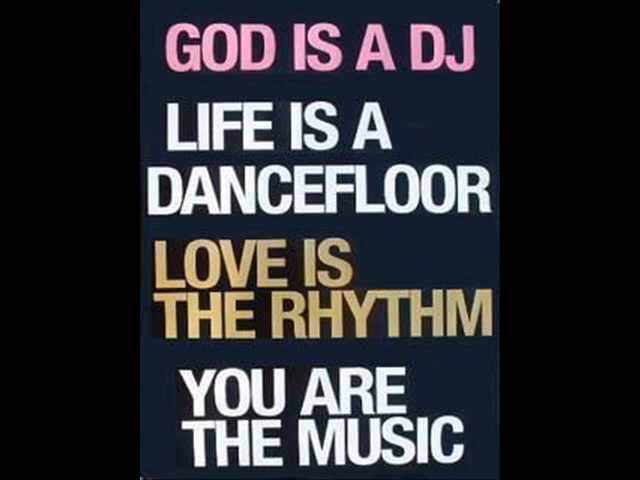 GOD IS A DJ
LIFE IS A
DANCEFLOOR
LOVE IS
THE RHYTHM
YOU ARE
THE MUSIC